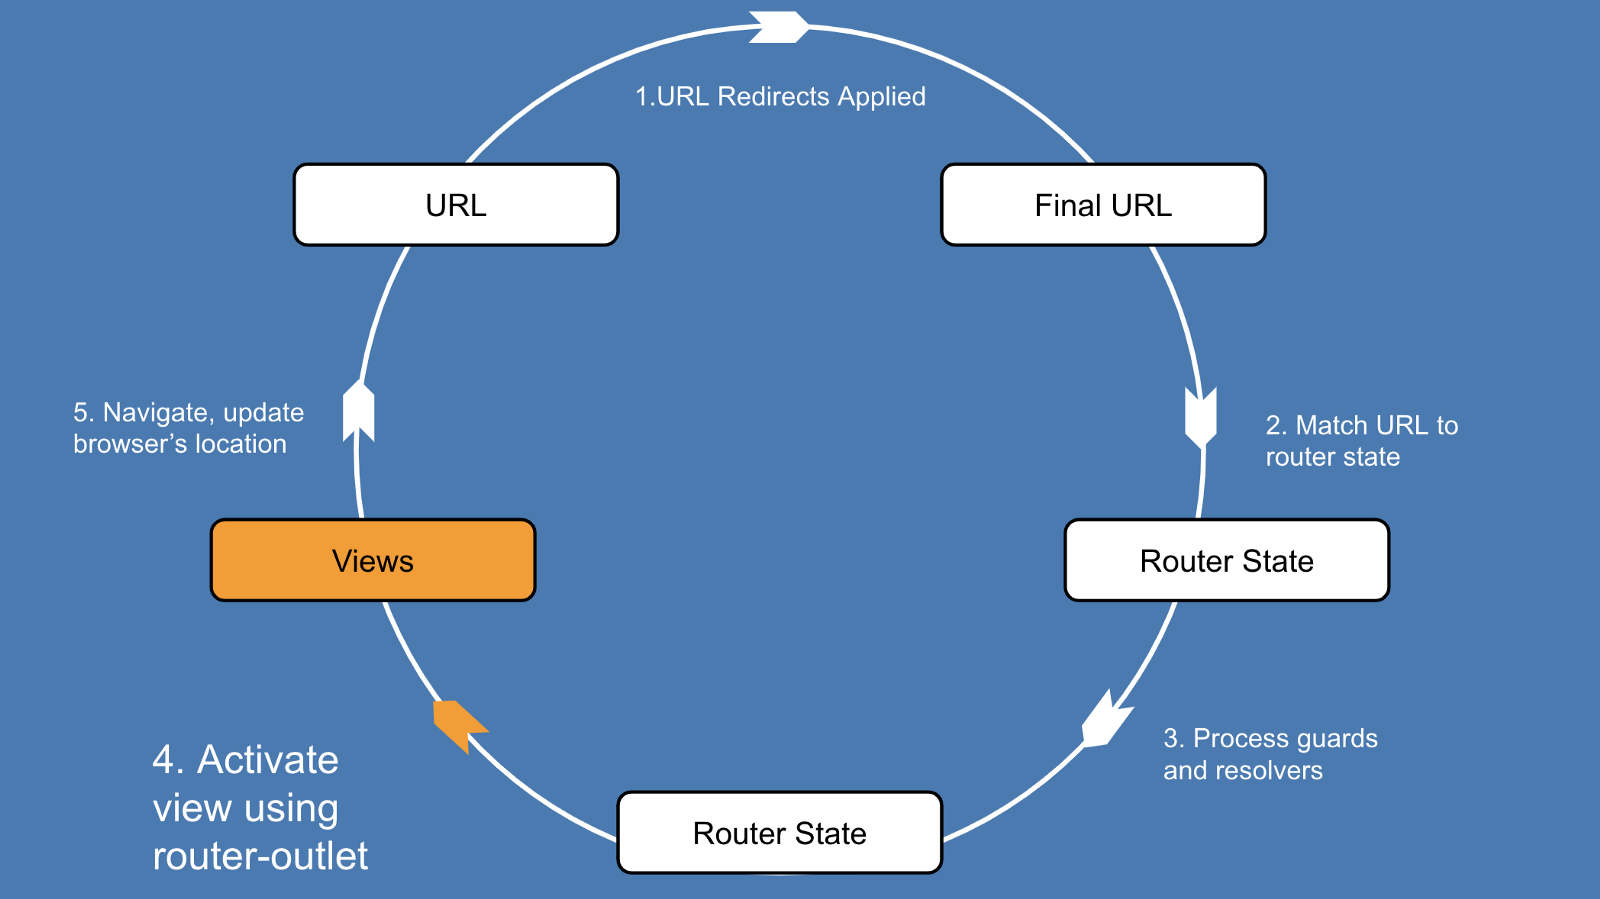 1.URL Redirects Applied
URL
Final URL
5. Navigate, update
browser’s location
2. Match URL to
router state
Views
Router State
3. Process guards
and resolvers
4. Activate
view using
router-outlet
Router State